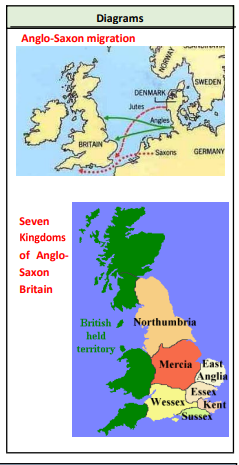 Diagrams
Anglo-Saxon migration
NORWAY
SWEDEN
DENMARK
Jutes
Angles
BRITAIN
Saxons
GERMANY
Seven
Kingdoms
of Anglo-
Saxon
Britain
British
held
territory
Northumbria
Mercia
East
Anglia
Essex
Wessex
Kent
Sussex